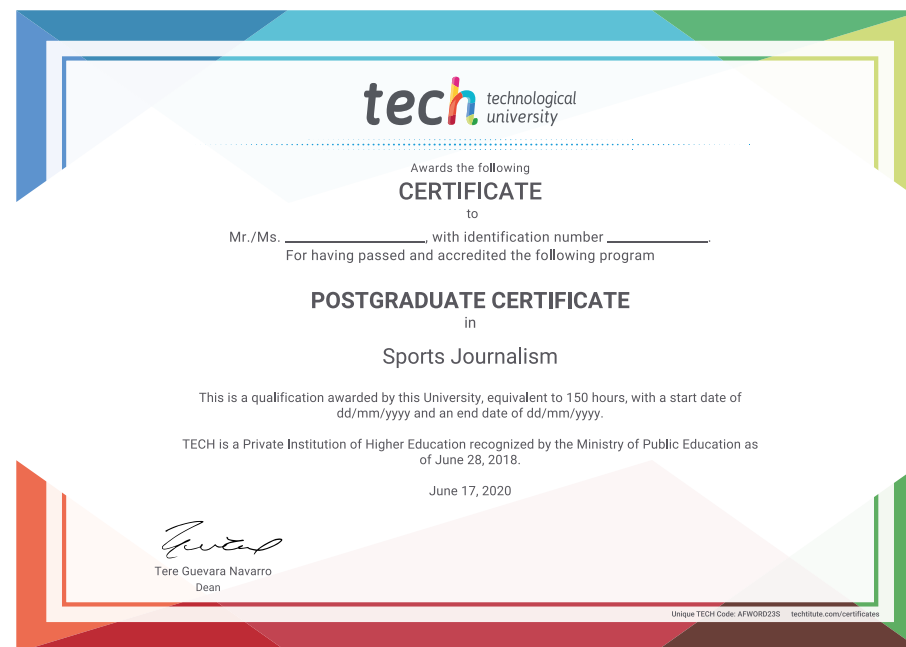 tech technological
university
Awards the following
CERTIFICATE
to
Mr./Ms. ____________________, with identification number ______________.
For having passed and accredited the following program
POSTGRADUATE CERTIFICATE
in
Sports Journalism
This is a qualification awarded by this University, equivalent to 150 hours, with a start date of
dd/mm/yyyy and an end date of dd/mm/yyyy.
TECH is a Private Institution of Higher Education recognized by the Ministry of Public Education as
of June 28, 2018.
June 17, 2020
Tere Guevara Navarro
Dean
Unique TECH Code: AFWORD23S techtitute.com/certificates